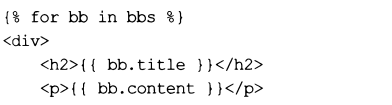 {% for bb in bbs %}
<div>
    <h2>{{ bb.title }}</h2>
    <p>{{ bb.content }}</p>